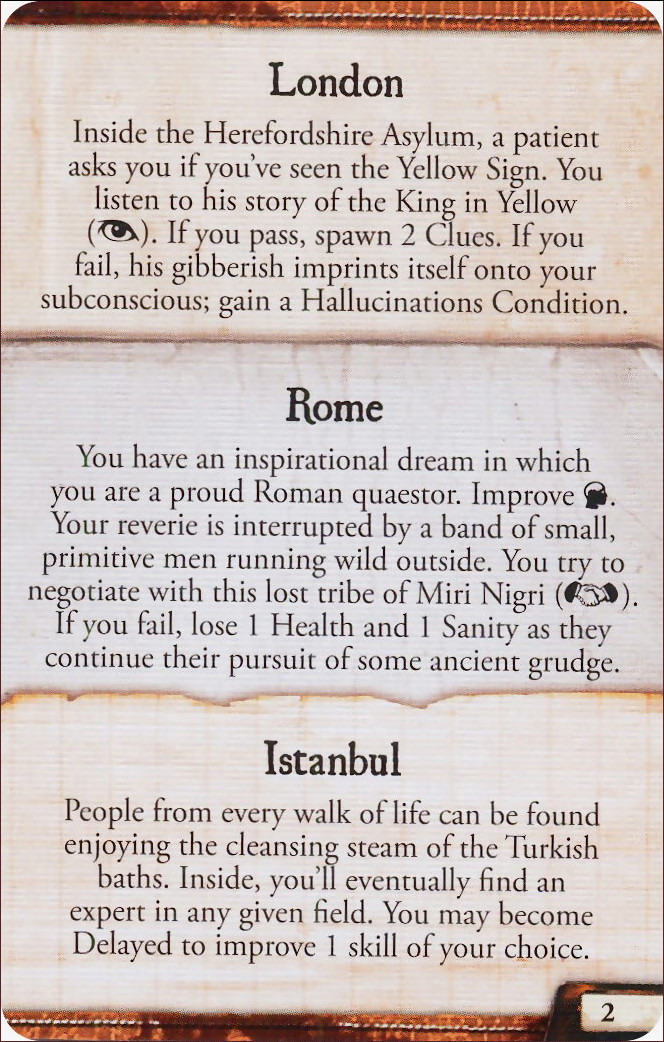 London
Inside the Herefordshire Asylum, a patient
asks you if you've seen the Yellow Sign. You
listen to his story of the King in Yellow
( ). If you pass, spawn 2 Clues. If you
fail, his gibberish imprints itself onto your
subconscious; gain a Hallucinations Condition.
Rome
You have an inspirational dream in which
you are a proud Roman quaestor. Improve .
Your reverie is interrupted by a band of small,
primitive men running wild outside. You try to
negotiate with this lost tribe of Miri Nigri ( ).
If you fail, lose 1 Health and 1 Sanity as they
continue their pursuit of some ancient grudge.
Istanbul
People from every walk of life can be found
enjoying the cleansing steam of the Turkish
baths. Inside, you'll eventually find an
expert in any given field. You may become
Delayed to improve 1 skill of your choice.
2